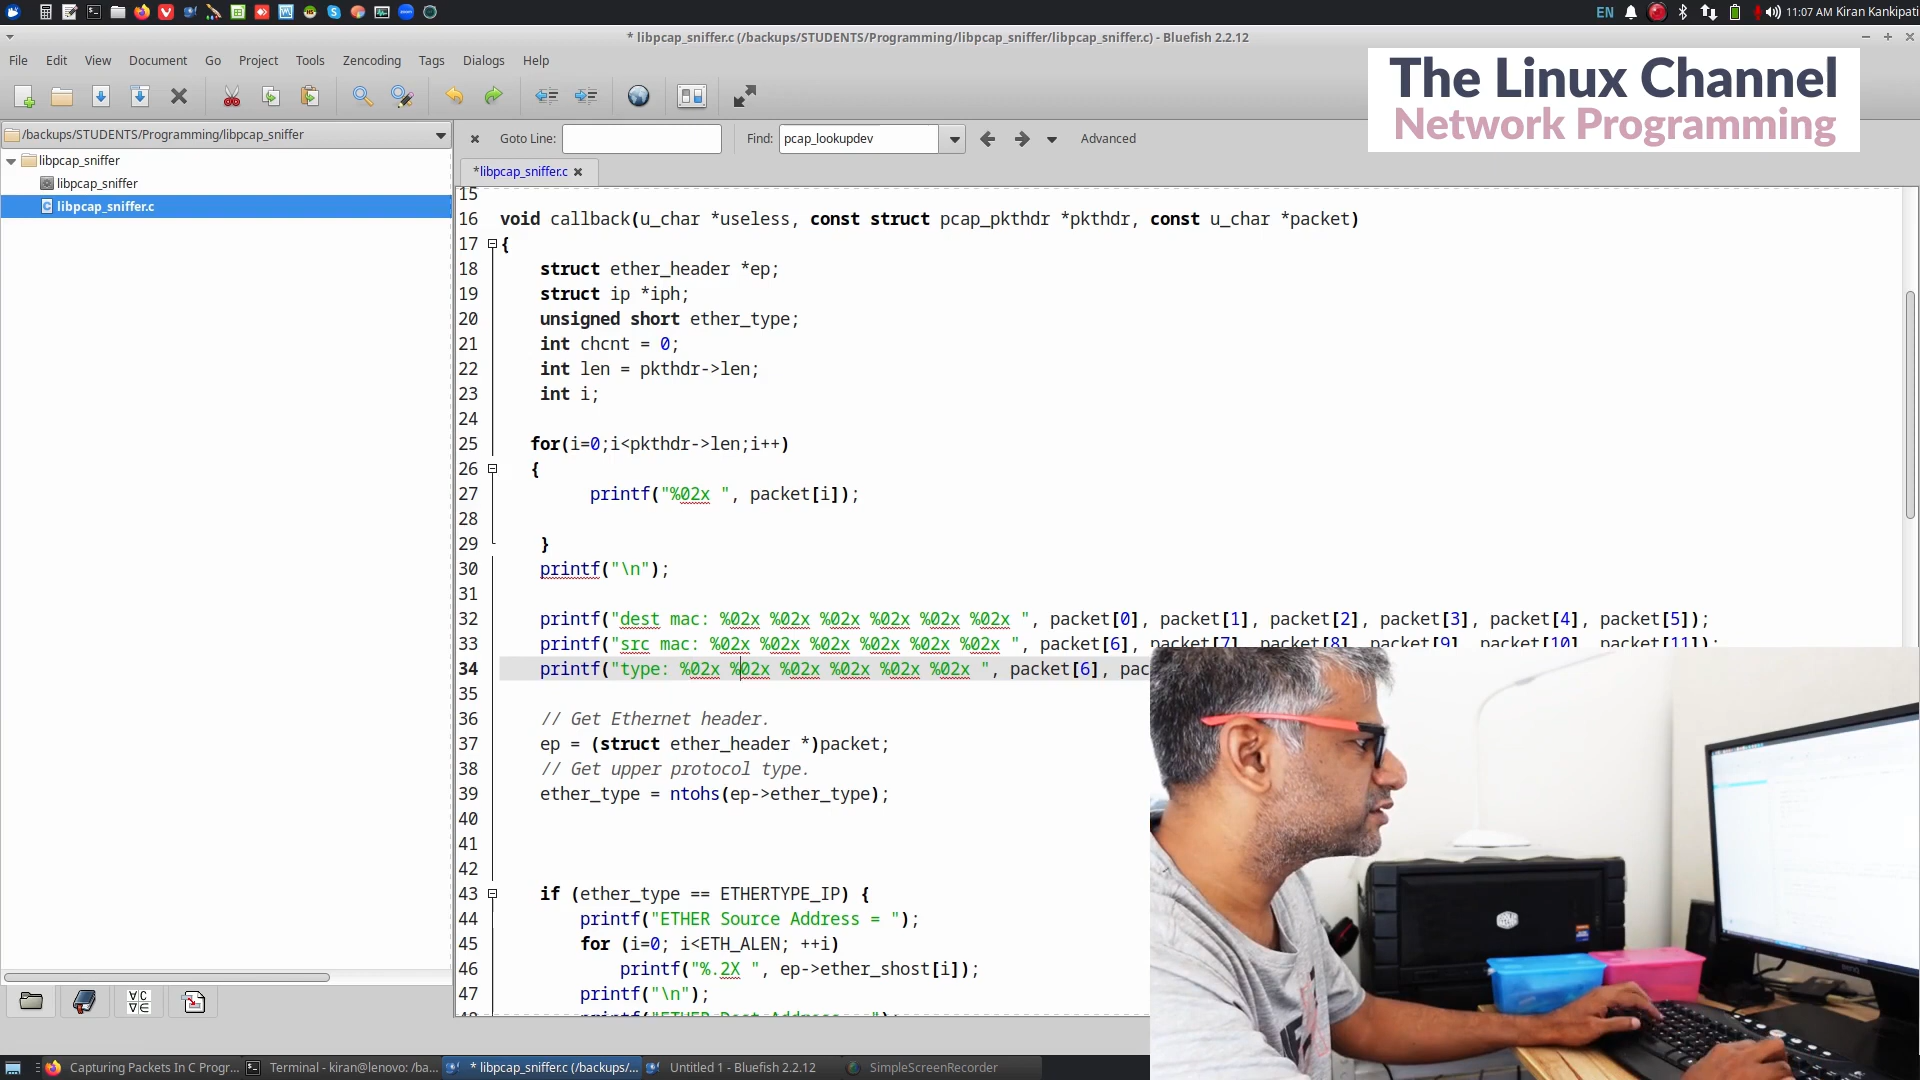 EN 11:07 AM Kiran Kankipati
* libpcap_sniffer.c (/backups/STUDENTS/Programming/libpcap_sniffer/libpcap_sniffer.c) - Bluefish 2.2.12
File Edit View Document Go Project Tools Zencoding Tags Dialogs Help
The Linux Channel
Network Programming
/backups/STUDENTS/Programming/libpcap_sniffer
Goto Line: Find: pcap_lookupdev Advanced
libpcap_sniffer
libpcap_sniffer
libpcap_sniffer.c
*libpcap_sniffer.c
15
16 void callback(u_char *useless, const struct pcap_pkthdr *pkthdr, const u_char *packet)
17 {
18 struct ether_header *ep;
19 struct ip *iph;
20 unsigned short ether_type;
21 int chcnt = 0;
22 int len = pkthdr->len;
23 int i;
24
25 for(i=0;i<pkthdr->len;i++)
26 {
27 printf("%02x ", packet[i]);
28
29 }
30 printf("\n");
31
32 printf("dest mac: %02x %02x %02x %02x %02x %02x ", packet[0], packet[1], packet[2], packet[3], packet[4], packet[5]);
33 printf("src mac: %02x %02x %02x %02x %02x %02x ", packet[6], packet[7], packet[8], packet[9], packet[10], packet[11]);
34 printf("type: %02x %02x %02x %02x %02x %02x ", packet[6], pac
35
36 // Get Ethernet header.
37 ep = (struct ether_header *)packet;
38 // Get upper protocol type.
39 ether_type = ntohs(ep->ether_type);
40
41
42
43 if (ether_type == ETHERTYPE_IP) {
44 printf("ETHER Source Address = ");
45 for (i=0; i<ETH_ALEN; ++i)
46 printf("%.2X ", ep->ether_shost[i]);
47 printf("\n");
Capturing Packets In C Progr... Terminal - kiran@lenovo: /ba... * libpcap_sniffer.c (/backups/... Untitled 1 - Bluefish 2.2.12 SimpleScreenRecorder